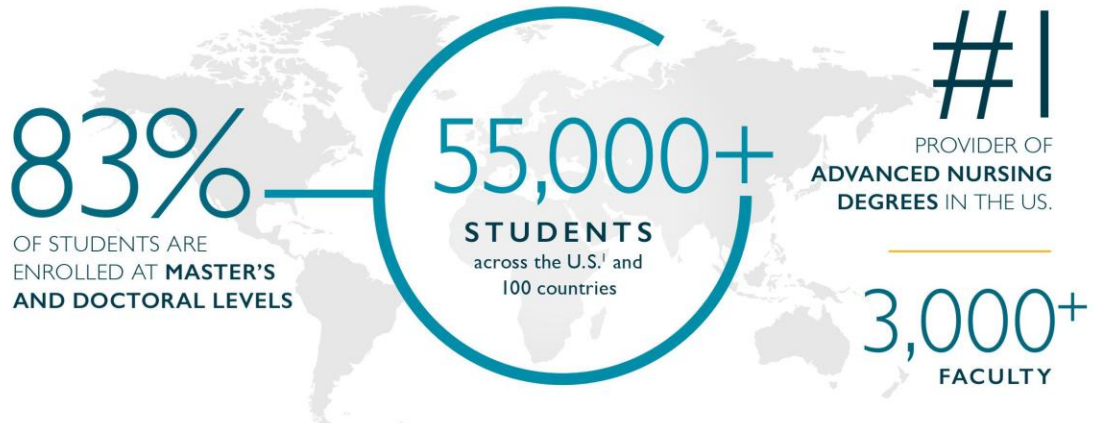 83%
OF STUDENTS ARE
ENROLLED AT MASTER'S
AND DOCTORAL LEVELS
55,000+
STUDENTS
across the U.S.¹ and
100 countries
#1
PROVIDER OF
ADVANCED NURSING
DEGREES IN THE US.
3,000+
FACULTY